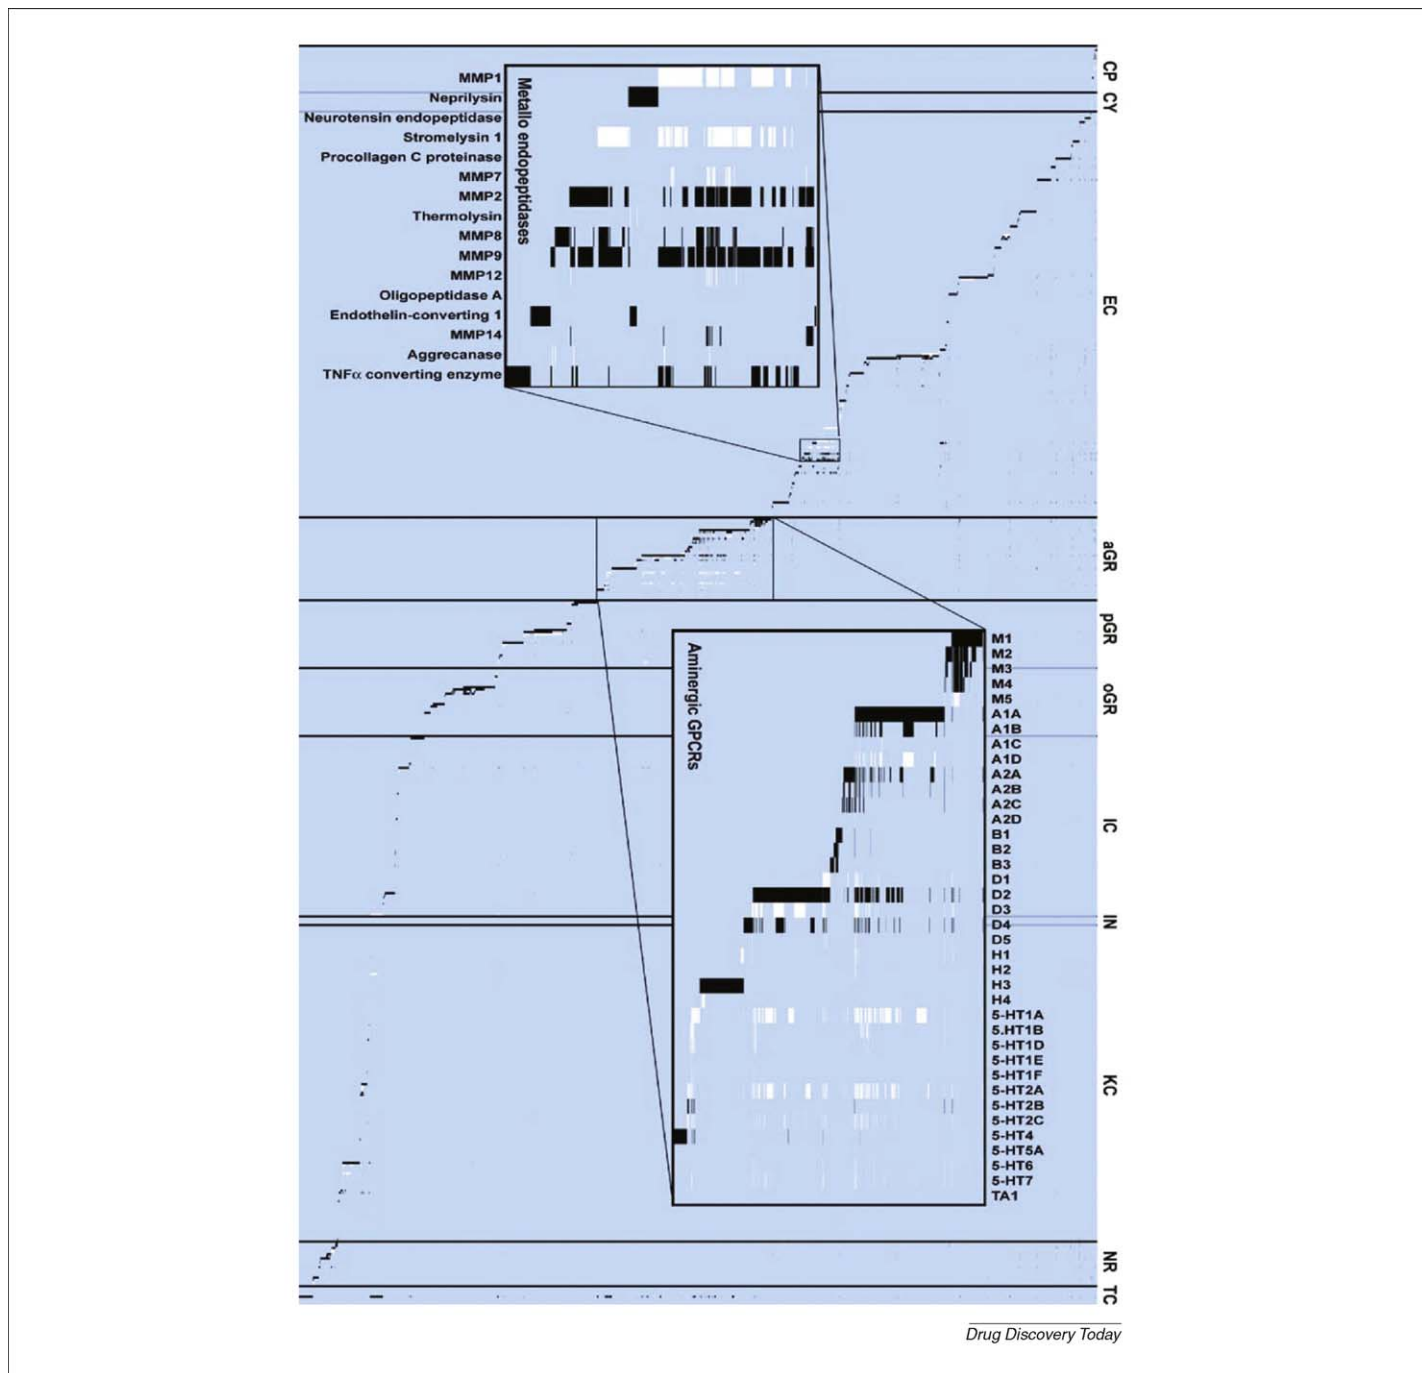 MMP1
Neprilysin
Neurotensin endopeptidase
Stromelysin 1
Procollagen C proteinase
MMP7
MMP2
Thermolysin
MMP8
MMP9
MMP12
Oligopeptidase A
Endothelin-converting 1
MMP14
Aggrecanase
TNFα converting enzyme
Metallo endopeptidases
CP
CY
EC
aGR
pGR
oGR
IC
IN
KC
NR
TC
Aminergic GPCRs
M1
M2
M3
M4
M5
A1A
A1B
A1C
A1D
A2A
A2B
A2C
A2D
B1
B2
B3
D1
D2
D3
D4
D5
H1
H2
H3
H4
5-HT1A
5.HT1B
5-HT1D
5-HT1E
5-HT1F
5-HT2A
5-HT2B
5-HT2C
5-HT4
5-HT5A
5-HT6
5-HT7
TA1
Drug Discovery Today